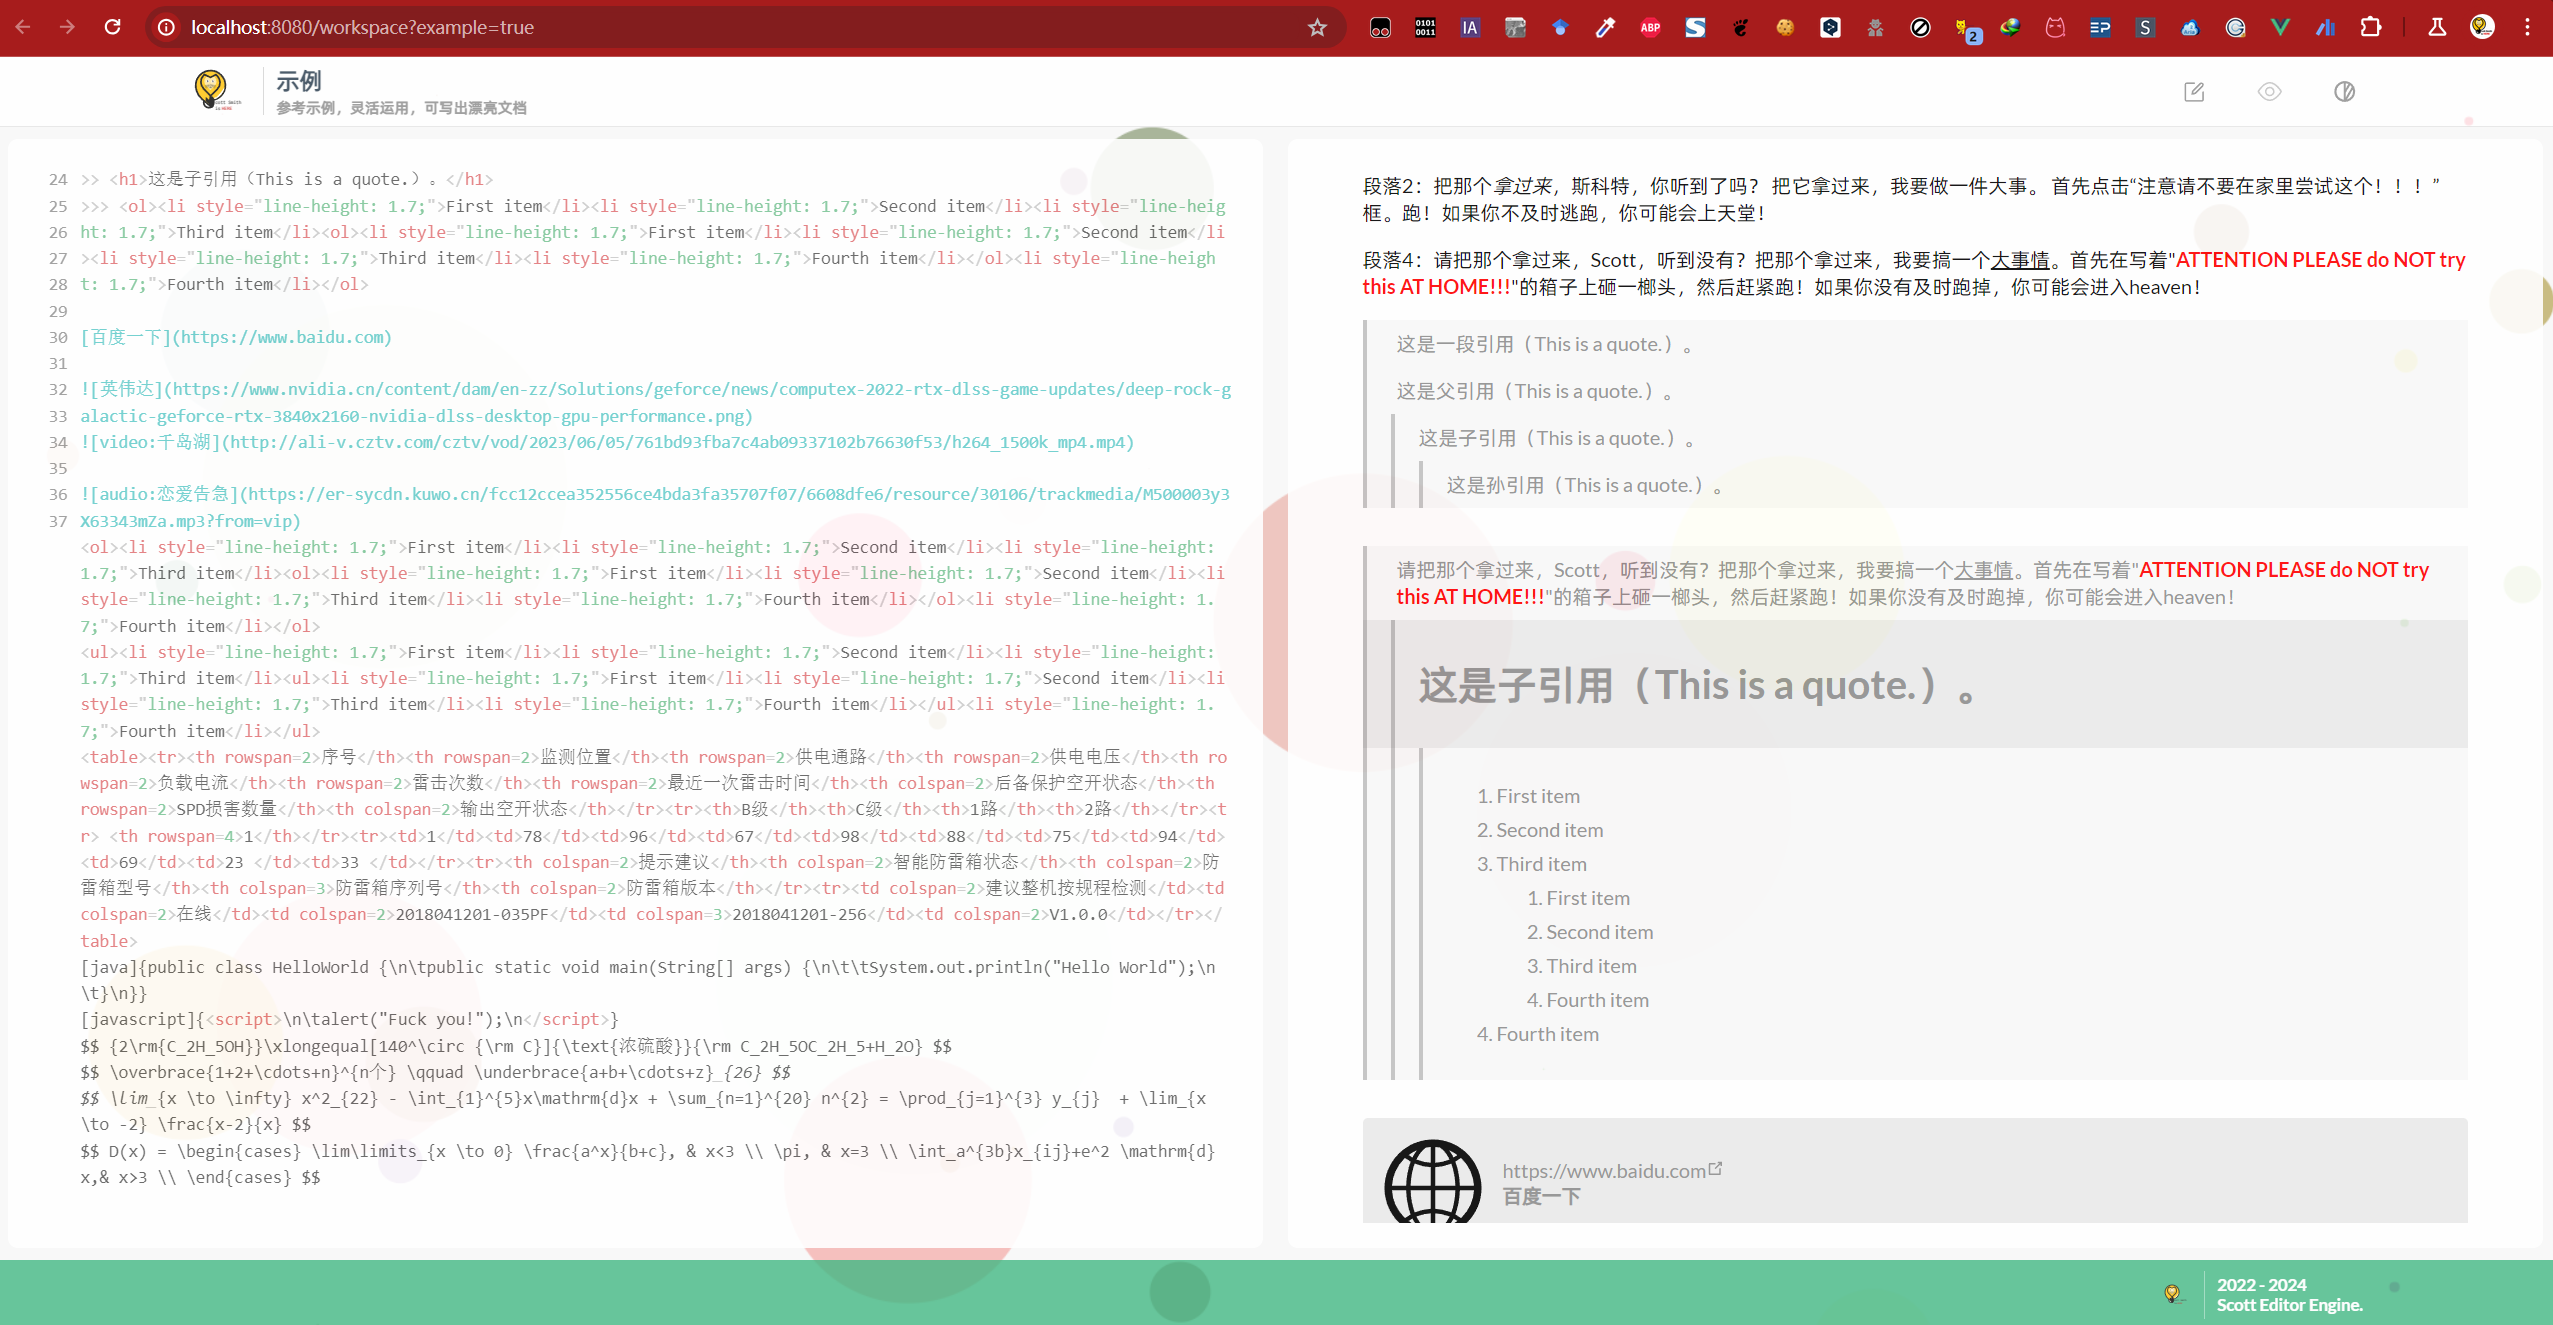 localhost:8080/workspace?example=true
示例
参考示例，灵活运用，可写出漂亮文档
24 >> <h1>这是子引用（This is a quote.）。</h1>
25 >>> <ol><li style="line-height: 1.7;">First item</li><li style="line-height: 1.7;">Second item</li><li style="line-heig
26 ht: 1.7;">Third item</li><ol><li style="line-height: 1.7;">First item</li><li style="line-height: 1.7;">Second item</li
27 ><li style="line-height: 1.7;">Third item</li><li style="line-height: 1.7;">Fourth item</li></ol><li style="line-heigh
28 t: 1.7;">Fourth item</li></ol>
29
30 [百度一下](https://www.baidu.com)
31
32 ![英伟达](https://www.nvidia.cn/content/dam/en-zz/Solutions/geforce/news/computex-2022-rtx-dlss-game-updates/deep-rock-g
33 alactic-geforce-rtx-3840x2160-nvidia-dlss-desktop-gpu-performance.png)
34 ![video:千岛湖](http://ali-v.cztv.com/cztv/vod/2023/06/05/761bd93fba7c4ab09337102b76630f53/h264_1500k_mp4.mp4)
35
36 ![audio:恋爱告急](https://er-sycdn.kuwo.cn/fcc12ccea352556ce4bda3fa35707f07/6608dfe6/resource/30106/trackmedia/M500003y3
37 X63343mZa.mp3?from=vip)
<ol><li style="line-height: 1.7;">First item</li><li style="line-height: 1.7;">Second item</li><li style="line-height:
1.7;">Third item</li><ol><li style="line-height: 1.7;">First item</li><li style="line-height: 1.7;">Second item</li><li
style="line-height: 1.7;">Third item</li><li style="line-height: 1.7;">Fourth item</li></ol><li style="line-height: 1.
7;">Fourth item</li></ol>
<ul><li style="line-height: 1.7;">First item</li><li style="line-height: 1.7;">Second item</li><li style="line-height:
1.7;">Third item</li><ul><li style="line-height: 1.7;">First item</li><li style="line-height: 1.7;">Second item</li><li
style="line-height: 1.7;">Third item</li><li style="line-height: 1.7;">Fourth item</li></ul><li style="line-height: 1.
7;">Fourth item</li></ul>
<table><tr><th rowspan=2>序号</th><th rowspan=2>监测位置</th><th rowspan=2>供电通路</th><th rowspan=2>供电电压</th><th ro
wspan=2>负载电流</th><th rowspan=2>雷击次数</th><th rowspan=2>最近一次雷击时间</th><th colspan=2>后备保护空开状态</th><th
rowspan=2>SPD损害数量</th><th colspan=2>输出空开状态</th></tr><tr><th>B级</th><th>C级</th><th>1路</th><th>2路</th></tr><t
r> <th rowspan=4>1</th></tr><tr><td>1</td><td>78</td><td>96</td><td>67</td><td>98</td><td>88</td><td>75</td><td>94</td>
<td>69</td><td>23 </td><td>33 </td></tr><tr><th colspan=2>提示建议</th><th colspan=2>智能防雷箱状态</th><th colspan=2>防
雷箱型号</th><th colspan=3>防雷箱序列号</th><th colspan=2>防雷箱版本</th></tr><tr><td colspan=2>建议整机按规程检测</td><td
colspan=2>在线</td><td colspan=2>2018041201-035PF</td><td colspan=3>2018041201-256</td><td colspan=2>V1.0.0</td></tr></
table>
[java]{public class HelloWorld {\n\tpublic static void main(String[] args) {\n\t\tSystem.out.println("Hello World");\n
\t}\n}}
[javascript]{<script>\n\talert("Fuck you!");\n</script>}
$$ {2\rm{C_2H_5OH}}\xlongequal[140^\circ {\rm C}]{\text{浓硫酸}}{\rm C_2H_5OC_2H_5+H_2O} $$
$$ \overbrace{1+2+\cdots+n}^{n个} \qquad \underbrace{a+b+\cdots+z}_{26} $$
$$ \lim_{x \to \infty} x^2_{22} - \int_{1}^{5}x\mathrm{d}x + \sum_{n=1}^{20} n^{2} = \prod_{j=1}^{3} y_{j}  + \lim_{x
\to -2} \frac{x-2}{x} $$
$$ D(x) = \begin{cases} \lim\limits_{x \to 0} \frac{a^x}{b+c}, & x<3 \\ \pi, & x=3 \\ \int_a^{3b}x_{ij}+e^2 \mathrm{d}
x,& x>3 \\ \end{cases} $$
段落2：把那个拿过来，斯科特，你听到了吗？ 把它拿过来，我要做一件大事。 首先点击“注意请不要在家里尝试这个！！！”
框。跑！如果你不及时逃跑，你可能会上天堂！
段落4：请把那个拿过来，Scott，听到没有？把那个拿过来，我要搞一个大事情。首先在写着"ATTENTION PLEASE do NOT try
this AT HOME!!!"的箱子上砸一榔头，然后赶紧跑！如果你没有及时跑掉，你可能会进入heaven！
这是一段引用（This is a quote.）。
这是父引用（This is a quote.）。
这是子引用（This is a quote.）。
这是孙引用（This is a quote.）。
请把那个拿过来，Scott，听到没有？把那个拿过来，我要搞一个大事情。首先在写着"ATTENTION PLEASE do NOT try
this AT HOME!!!"的箱子上砸一榔头，然后赶紧跑！如果你没有及时跑掉，你可能会进入heaven！
这是子引用（This is a quote.）。
1. First item
2. Second item
3. Third item
1. First item
2. Second item
3. Third item
4. Fourth item
4. Fourth item
https://www.baidu.com
百度一下
2022 - 2024
Scott Editor Engine.